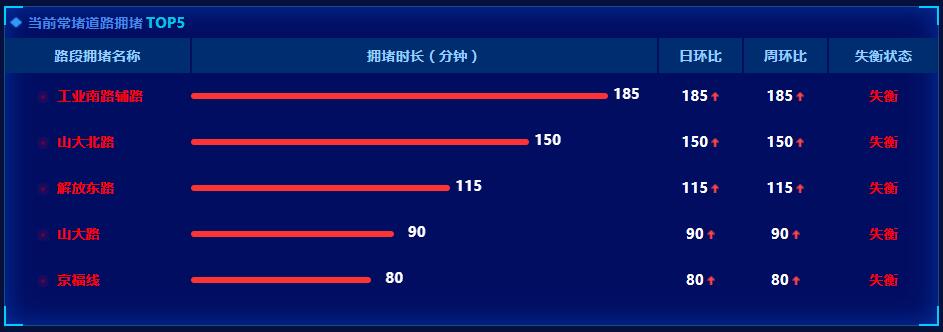 当前常堵道路拥堵 TOP5
路段拥堵名称 拥堵时长（分钟） 日环比 周环比 失衡状态
工业南路辅路 185 185 185 失衡
山大北路 150 150 150 失衡
解放东路 115 115 115 失衡
山大路 90 90 90 失衡
京福线 80 80 80 失衡